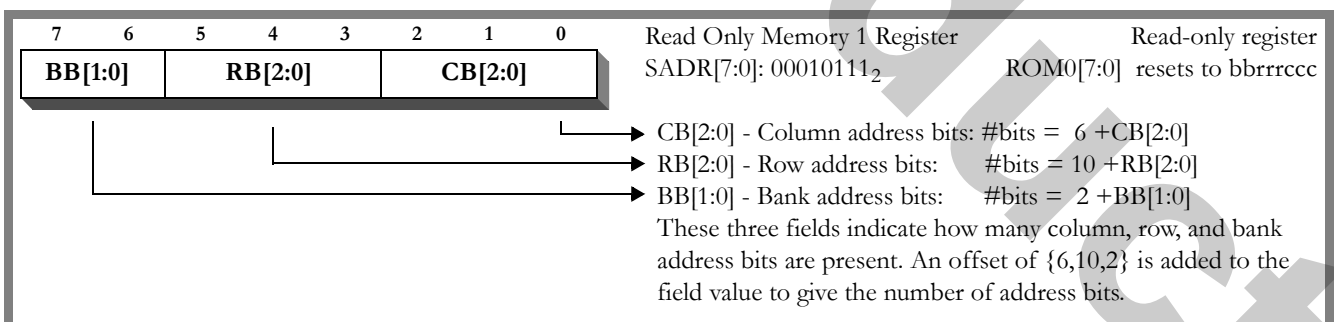 7 6 5 4 3 2 1 0
BB[1:0] RB[2:0] CB[2:0]
Read Only Memory 1 Register Read-only register
SADR[7:0]: 00010111₂ ROM0[7:0] resets to bbrrrccc
CB[2:0] - Column address bits: #bits = 6 +CB[2:0]
RB[2:0] - Row address bits: #bits = 10 +RB[2:0]
BB[1:0] - Bank address bits: #bits = 2 +BB[1:0]
These three fields indicate how many column, row, and bank
address bits are present. An offset of {6,10,2} is added to the
field value to give the number of address bits.